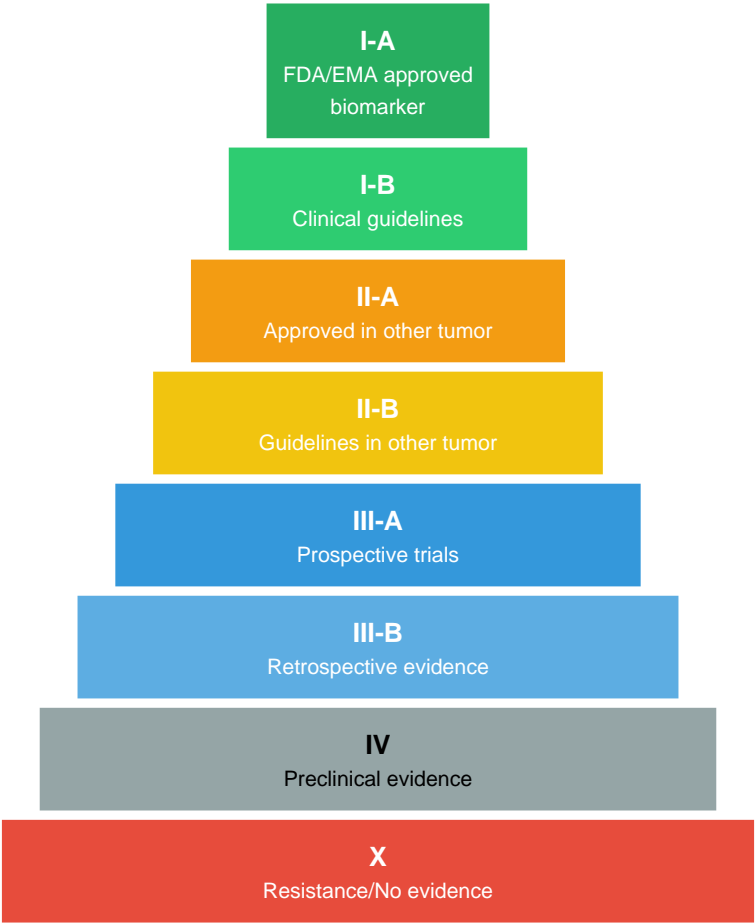 I-A
FDA/EMA approved
biomarker
I-B
Clinical guidelines
II-A
Approved in other tumor
II-B
Guidelines in other tumor
III-A
Prospective trials
III-B
Retrospective evidence
IV
Preclinical evidence
X
Resistance/No evidence